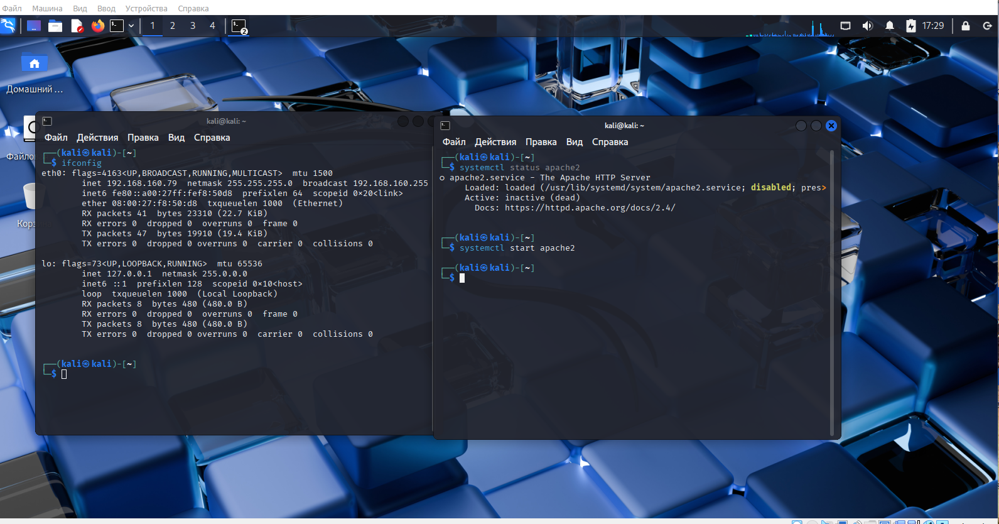 Файл Машина Вид Ввод Устройства Справка
1 2 3 4 2 17:29
Домашний ...
kali@kali: ~
Файл Действия Правка Вид Справка
┌──(kali㉿kali)-[~]
└─$ ifconfig
eth0: flags=4163<UP,BROADCAST,RUNNING,MULTICAST>  mtu 1500
        inet 192.168.160.79  netmask 255.255.255.0  broadcast 192.168.160.255
        inet6 fe80::a00:27ff:fef8:50d8  prefixlen 64  scopeid 0×20<link>
        ether 08:00:27:f8:50:d8  txqueuelen 1000  (Ethernet)
        RX packets 41  bytes 23310 (22.7 KiB)
        RX errors 0  dropped 0  overruns 0  frame 0
        TX packets 47  bytes 19910 (19.4 KiB)
        TX errors 0  dropped 0 overruns 0  carrier 0  collisions 0
lo: flags=73<UP,LOOPBACK,RUNNING>  mtu 65536
        inet 127.0.0.1  netmask 255.0.0.0
        inet6 ::1  prefixlen 128  scopeid 0×10<host>
        loop  txqueuelen 1000  (Local Loopback)
        RX packets 8  bytes 480 (480.0 B)
        RX errors 0  dropped 0  overruns 0  frame 0
        TX packets 8  bytes 480 (480.0 B)
        TX errors 0  dropped 0 overruns 0  carrier 0  collisions 0
┌──(kali㉿kali)-[~]
└─$
kali@kali: ~
Файл Действия Правка Вид Справка
┌──(kali㉿kali)-[~]
└─$ systemctl status apache2
○ apache2.service - The Apache HTTP Server
     Loaded: loaded (/usr/lib/systemd/system/apache2.service; disabled; pres>
     Active: inactive (dead)
       Docs: https://httpd.apache.org/docs/2.4/
┌──(kali㉿kali)-[~]
└─$ systemctl start apache2
┌──(kali㉿kali)-[~]
└─$